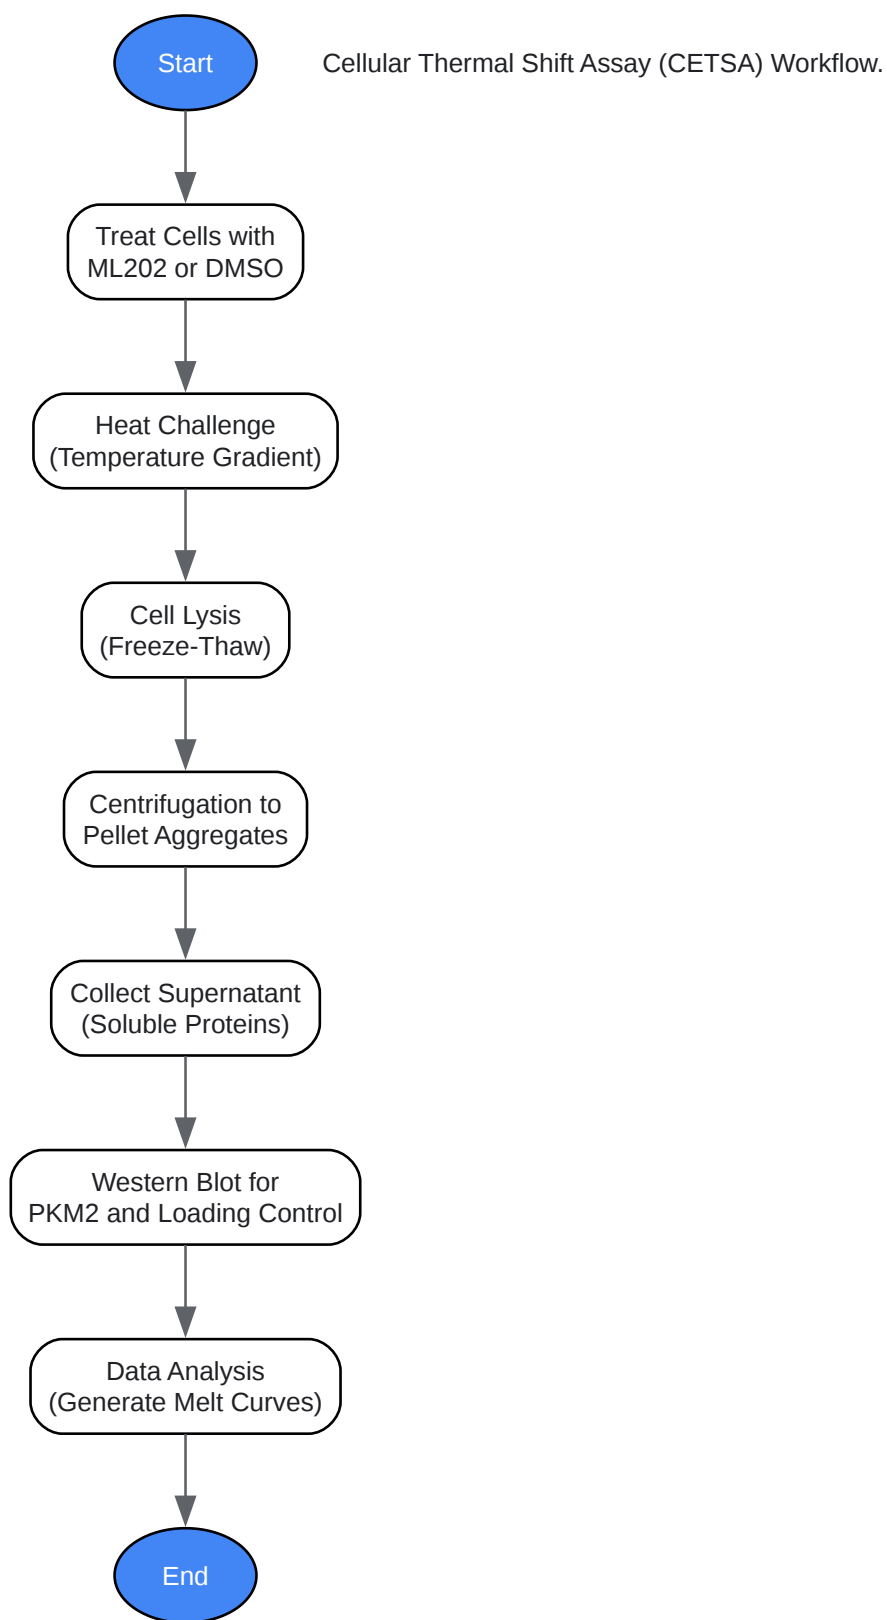 Start
Cellular Thermal Shift Assay (CETSA) Workflow.
Treat Cells with
ML202 or DMSO
Heat Challenge
(Temperature Gradient)
Cell Lysis
(Freeze-Thaw)
Centrifugation to
Pellet Aggregates
Collect Supernatant
(Soluble Proteins)
Western Blot for
PKM2 and Loading Control
Data Analysis
(Generate Melt Curves)
End